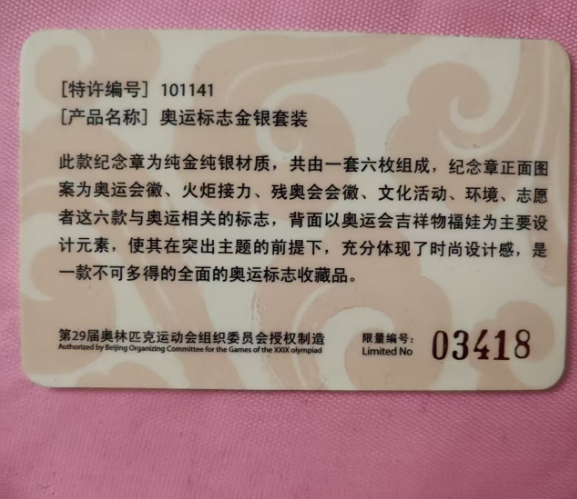 [特许编号] 101141
[产品名称] 奥运标志金银套装
此款纪念章为纯金纯银材质，共由一套六枚组成，纪念章正面图
案为奥运会徽、火炬接力、残奥会会徽、文化活动、环境、志愿
者这六款与奥运相关的标志，背面以奥运会吉祥物福娃为主要设
计元素，使其在突出主题的前提下，充分体现了时尚设计感，是
一款不可多得的全面的奥运标志收藏品。
第29届奥林匹克运动会组织委员会授权制造
Authorized by Beijing Organizing Committee for the Games of the XXIX olympiad
限量编号：
Limited No 03418